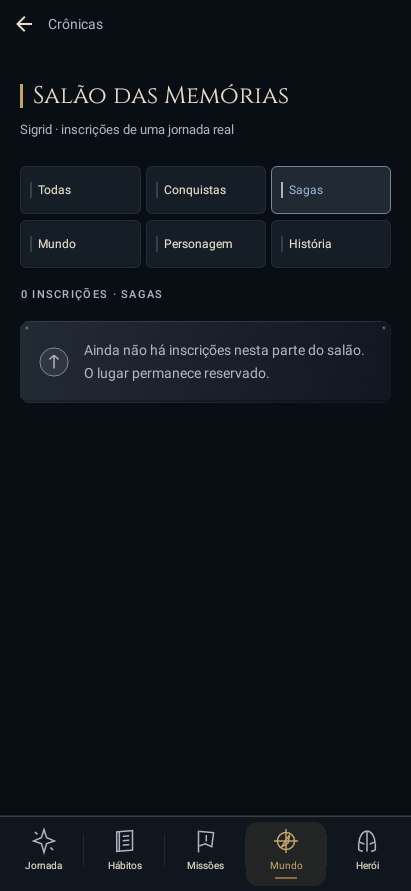 Crônicas
Salão das Memórias
Sigrid · inscrições de uma jornada real
Todas
Conquistas
Sagas
Mundo
Personagem
História
0 INSCRIÇÕES · SAGAS
Ainda não há inscrições nesta parte do salão.
O lugar permanece reservado.
Jornada
Hábitos
Missões
Mundo
Herói